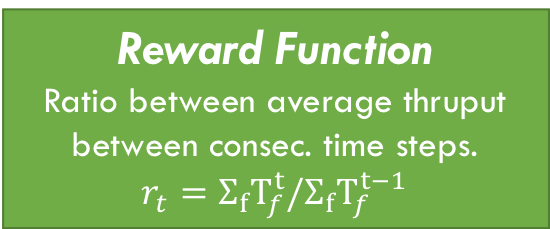 Reward Function
Ratio between average thruput
between consec. time steps.
r_t = Σ_f T_f^t / Σ_f T_f^{t−1}